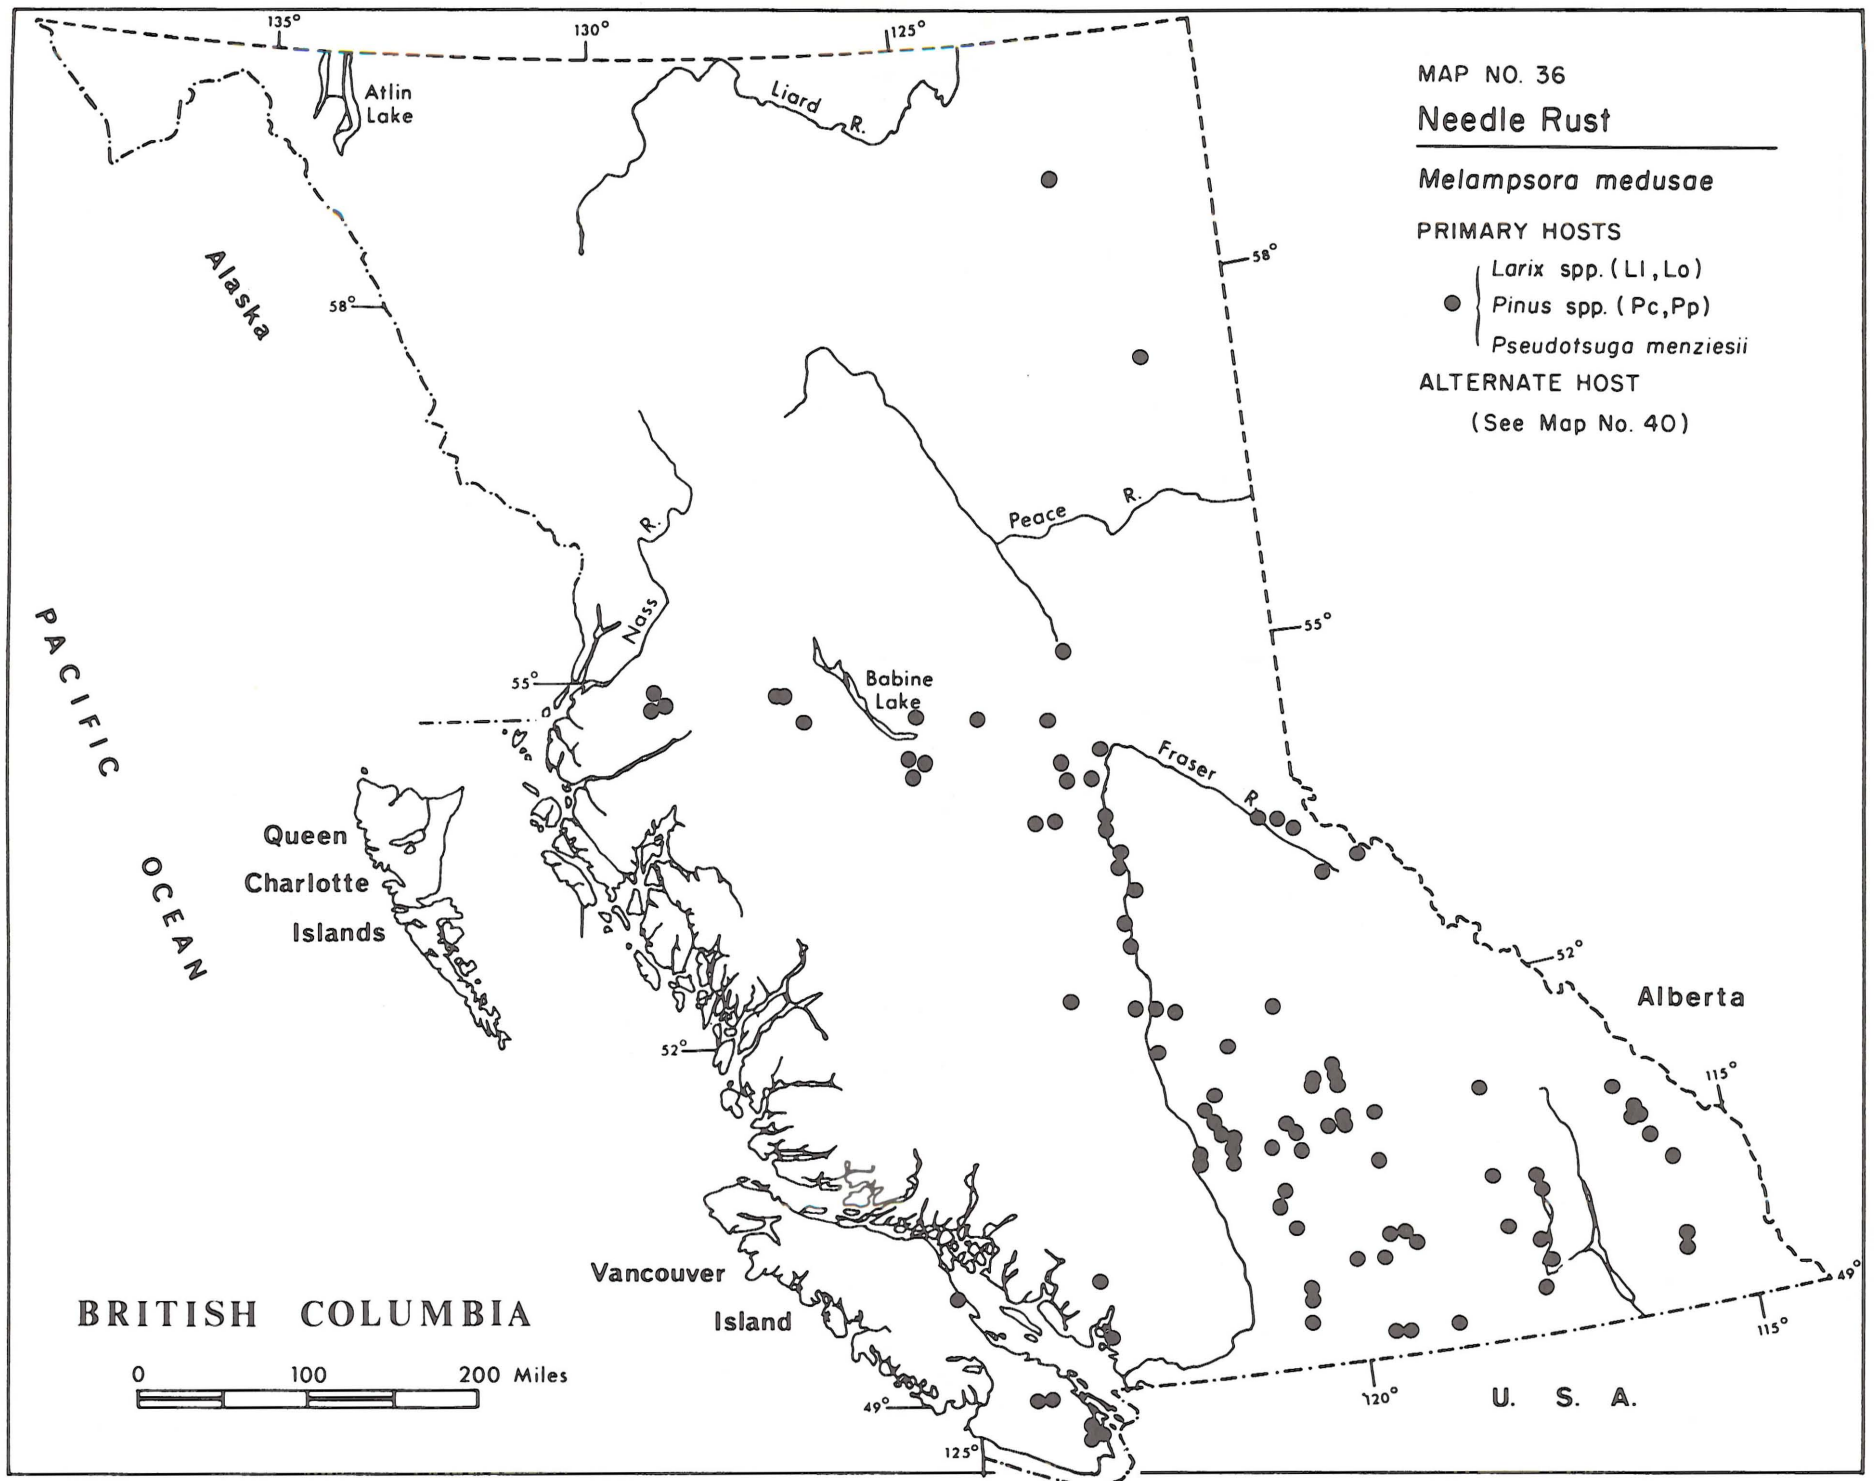 135°
130°
125°
MAP NO. 36
Needle Rust
Melampsora medusae
PRIMARY HOSTS
Larix spp. (Ll, Lo)
Pinus spp. (Pc, Pp)
Pseudotsuga menziesii
ALTERNATE HOST
(See Map No. 40)
Atlin
Lake
Liard
R.
Alaska
58°
58°
Peace
R.
R.
Nass
55°
55°
Babine
Lake
PACIFIC
OCEAN
Fraser
R.
Queen
Charlotte
Islands
52°
52°
Alberta
115°
Vancouver
Island
BRITISH COLUMBIA
0 100 200 Miles
49°
49°
115°
120°
125°
U. S. A.